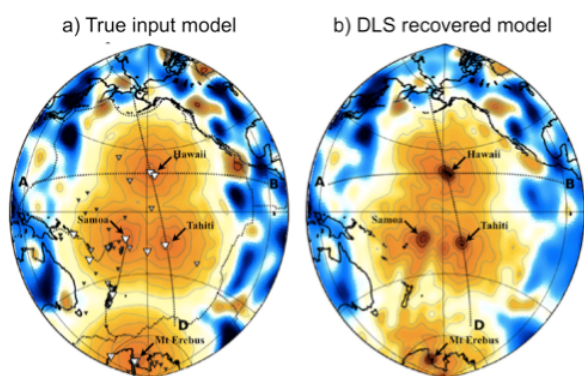 a) True input model
b) DLS recovered model
Hawaii
A
B
Samoa
Tahiti
D
Mt Erebus
Hawaii
A
B
Samoa
Tahiti
D
Mt Erebus